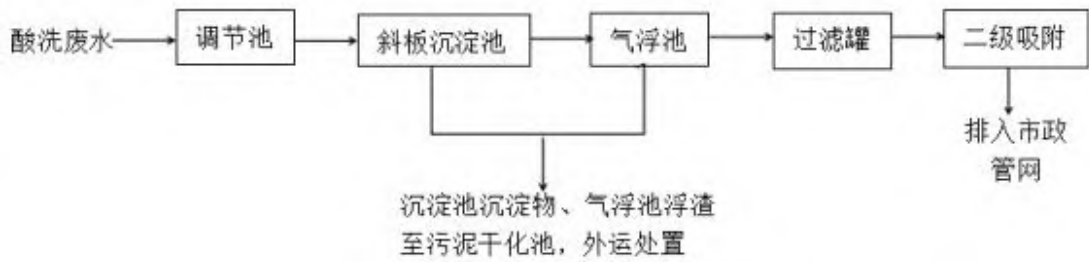 酸洗废水
调节池
斜板沉淀池
气浮池
过滤罐
二级吸附
排入市政
管网
沉淀池沉淀物、气浮池浮渣
至污泥干化池，外运处置